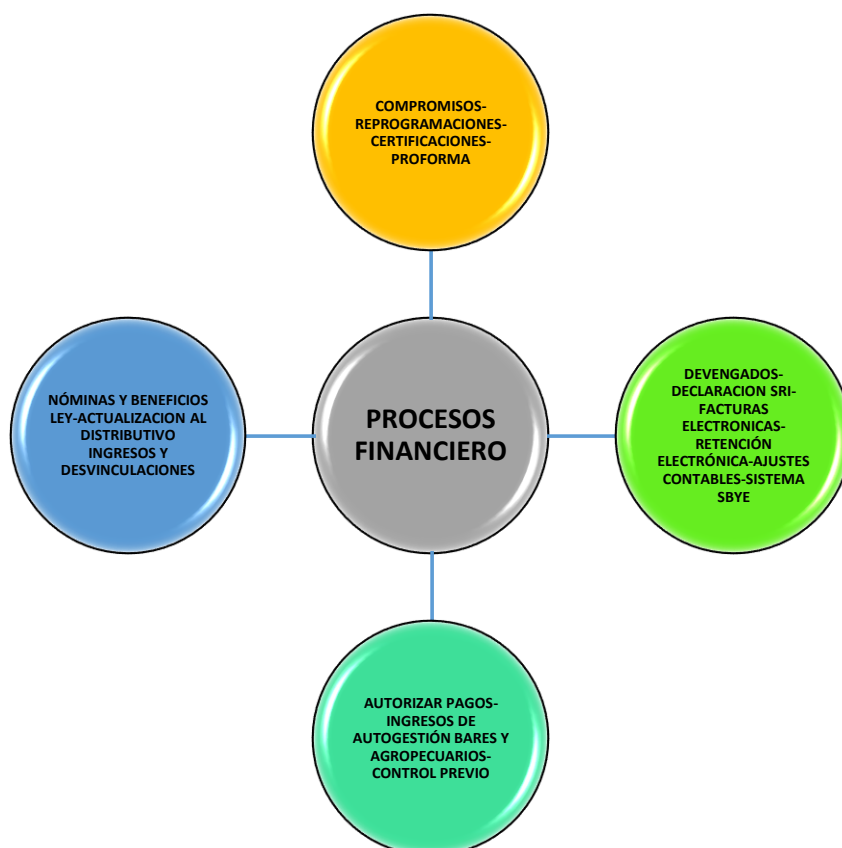 COMPROMISOS-
REPROGRAMACIONES-
CERTIFICACIONES-
PROFORMA
NÓMINAS Y BENEFICIOS
LEY-ACTUALIZACION AL
DISTRIBUTIVO
INGRESOS Y
DESVINCULACIONES
PROCESOS
FINANCIERO
DEVENGADOS-
DECLARACION SRI-
FACTURAS
ELECTRONICAS-
RETENCIÓN
ELECTRÓNICA-AJUSTES
CONTABLES-SISTEMA
SBYE
AUTORIZAR PAGOS-
INGRESOS DE
AUTOGESTIÓN BARES Y
AGROPECUARIOS-
CONTROL PREVIO